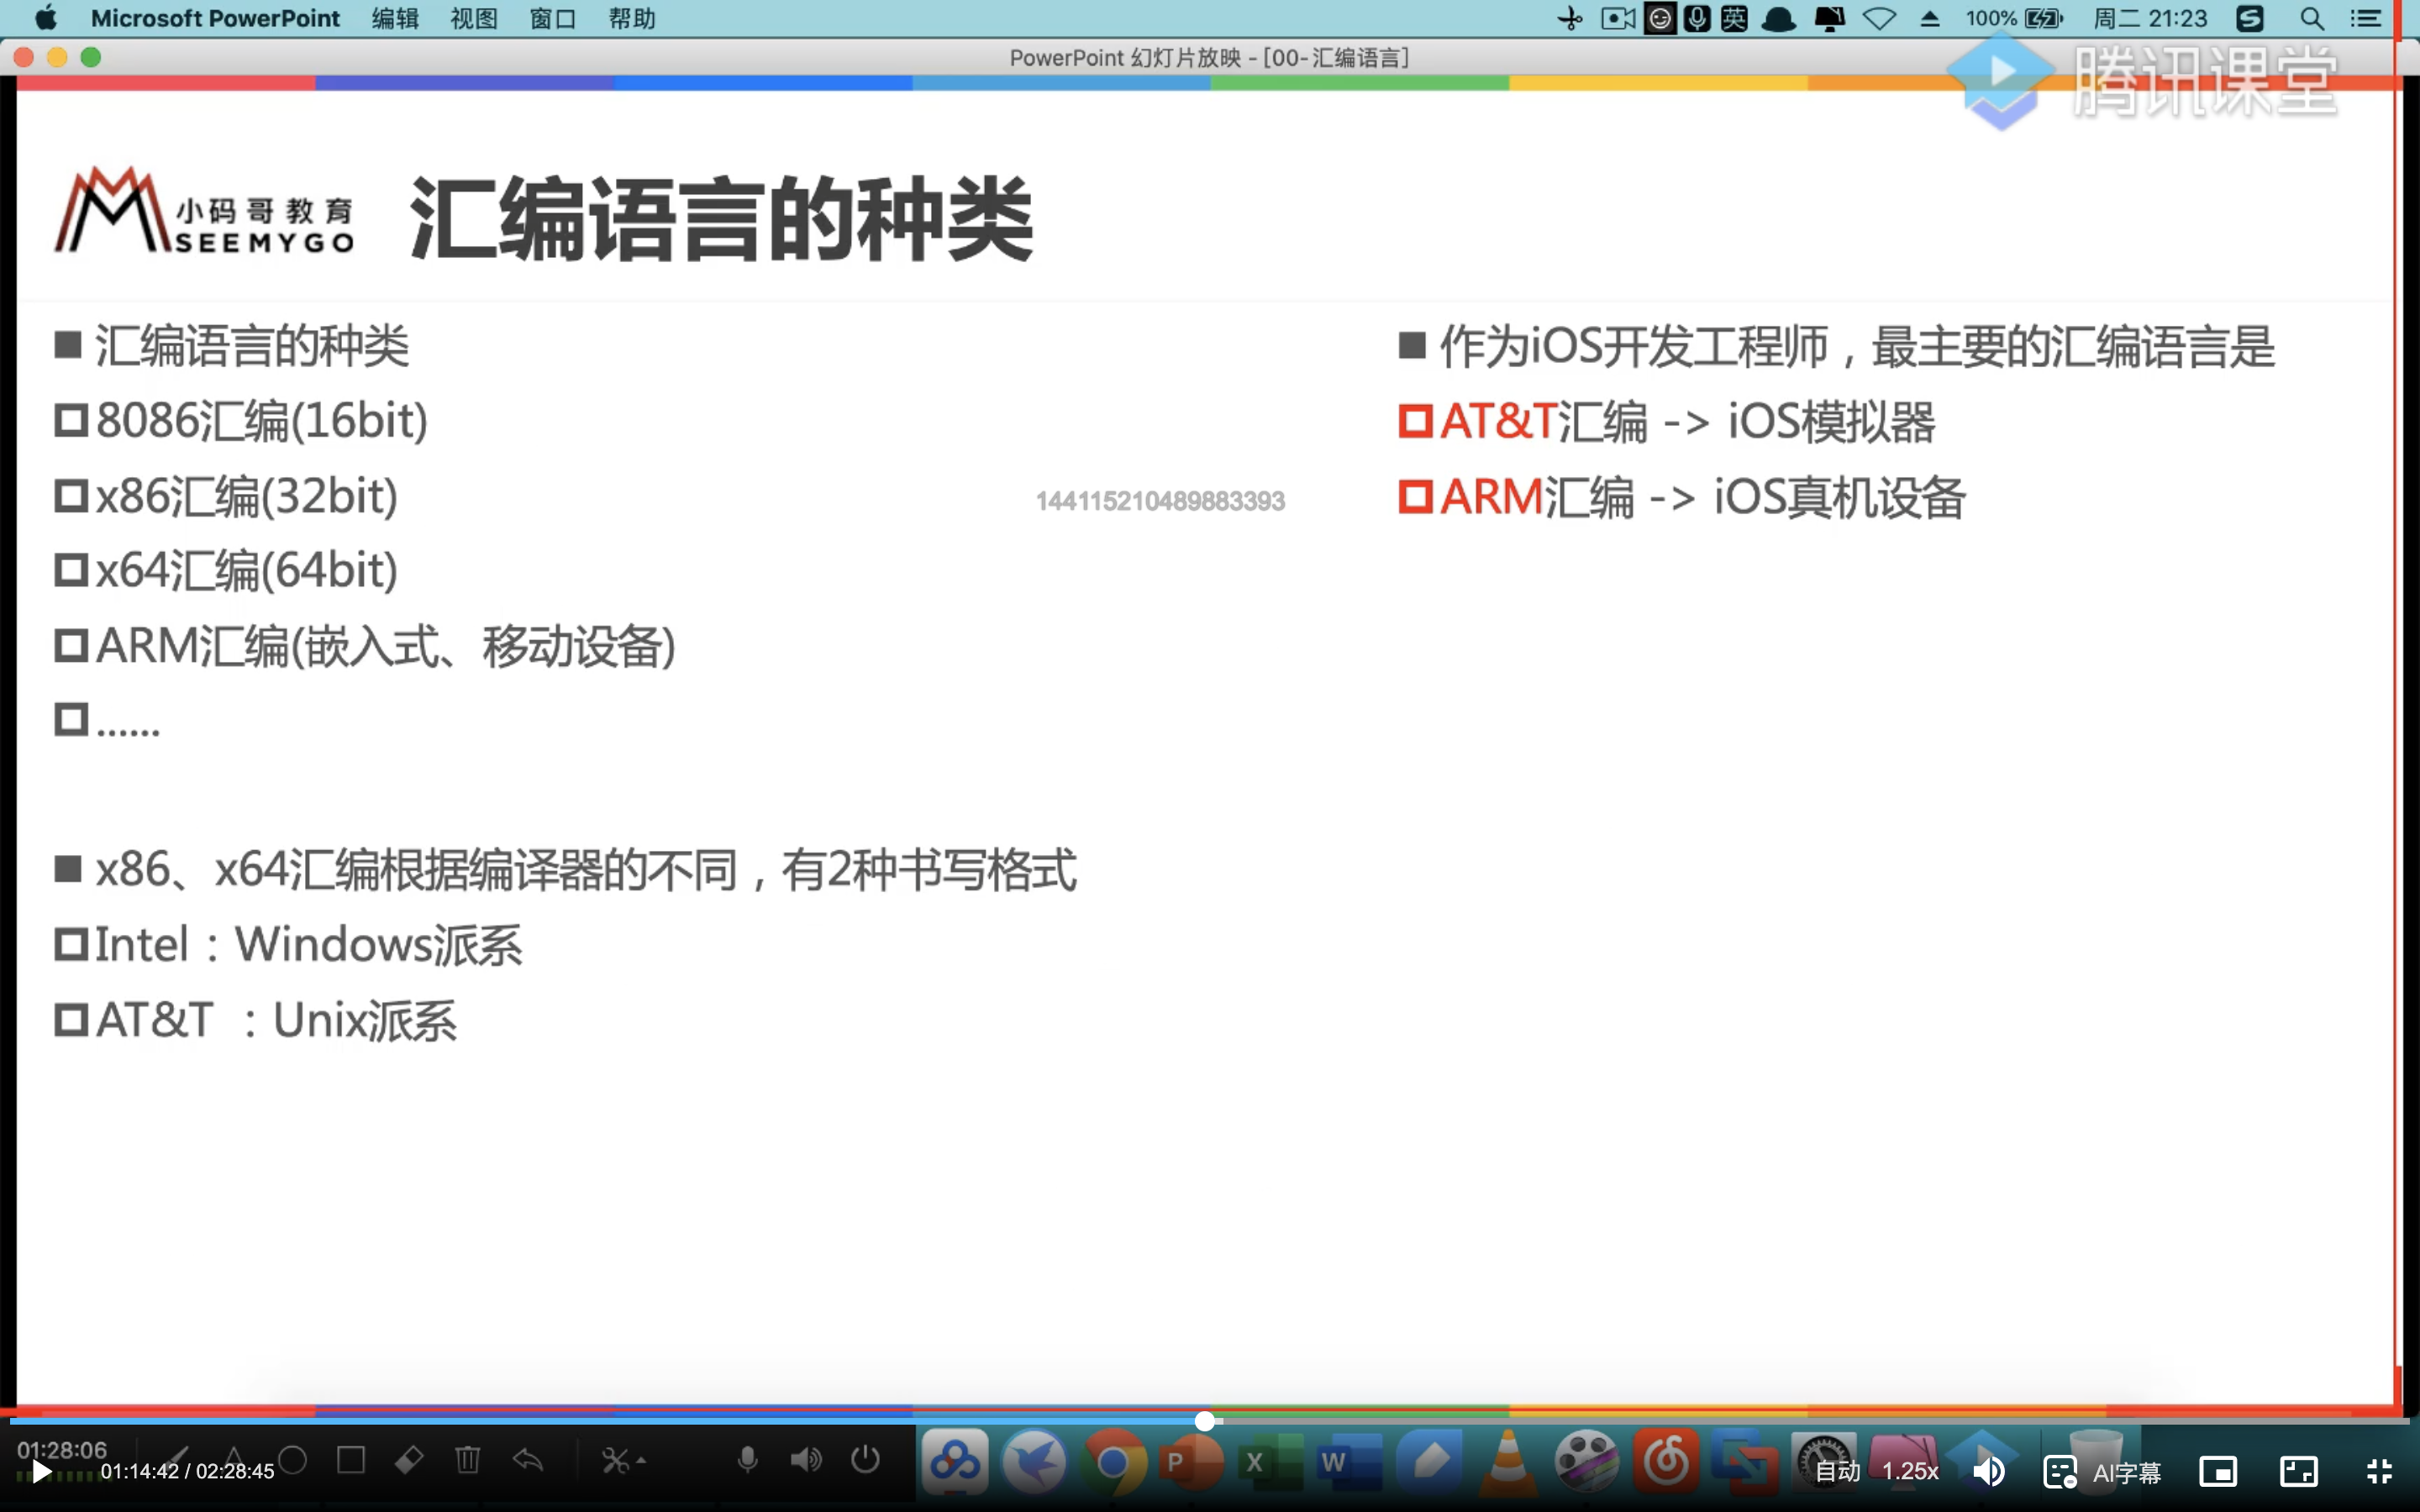 Microsoft PowerPoint 编辑 视图 窗口 帮助
英 100% 周二 21:23
PowerPoint 幻灯片放映 - [00-汇编语言]
腾讯课堂
小码哥教育
SEEMYGO
汇编语言的种类
汇编语言的种类
8086汇编(16bit)
x86汇编(32bit)
x64汇编(64bit)
ARM汇编(嵌入式、移动设备)
......
x86、x64汇编根据编译器的不同，有2种书写格式
Intel：Windows派系
AT&T ：Unix派系
作为iOS开发工程师，最主要的汇编语言是
AT&T汇编 -> iOS模拟器
ARM汇编 -> iOS真机设备
144115210489883393
01:28:06
01:14:42 / 02:28:45
P X W
自动 1.25x AI字幕